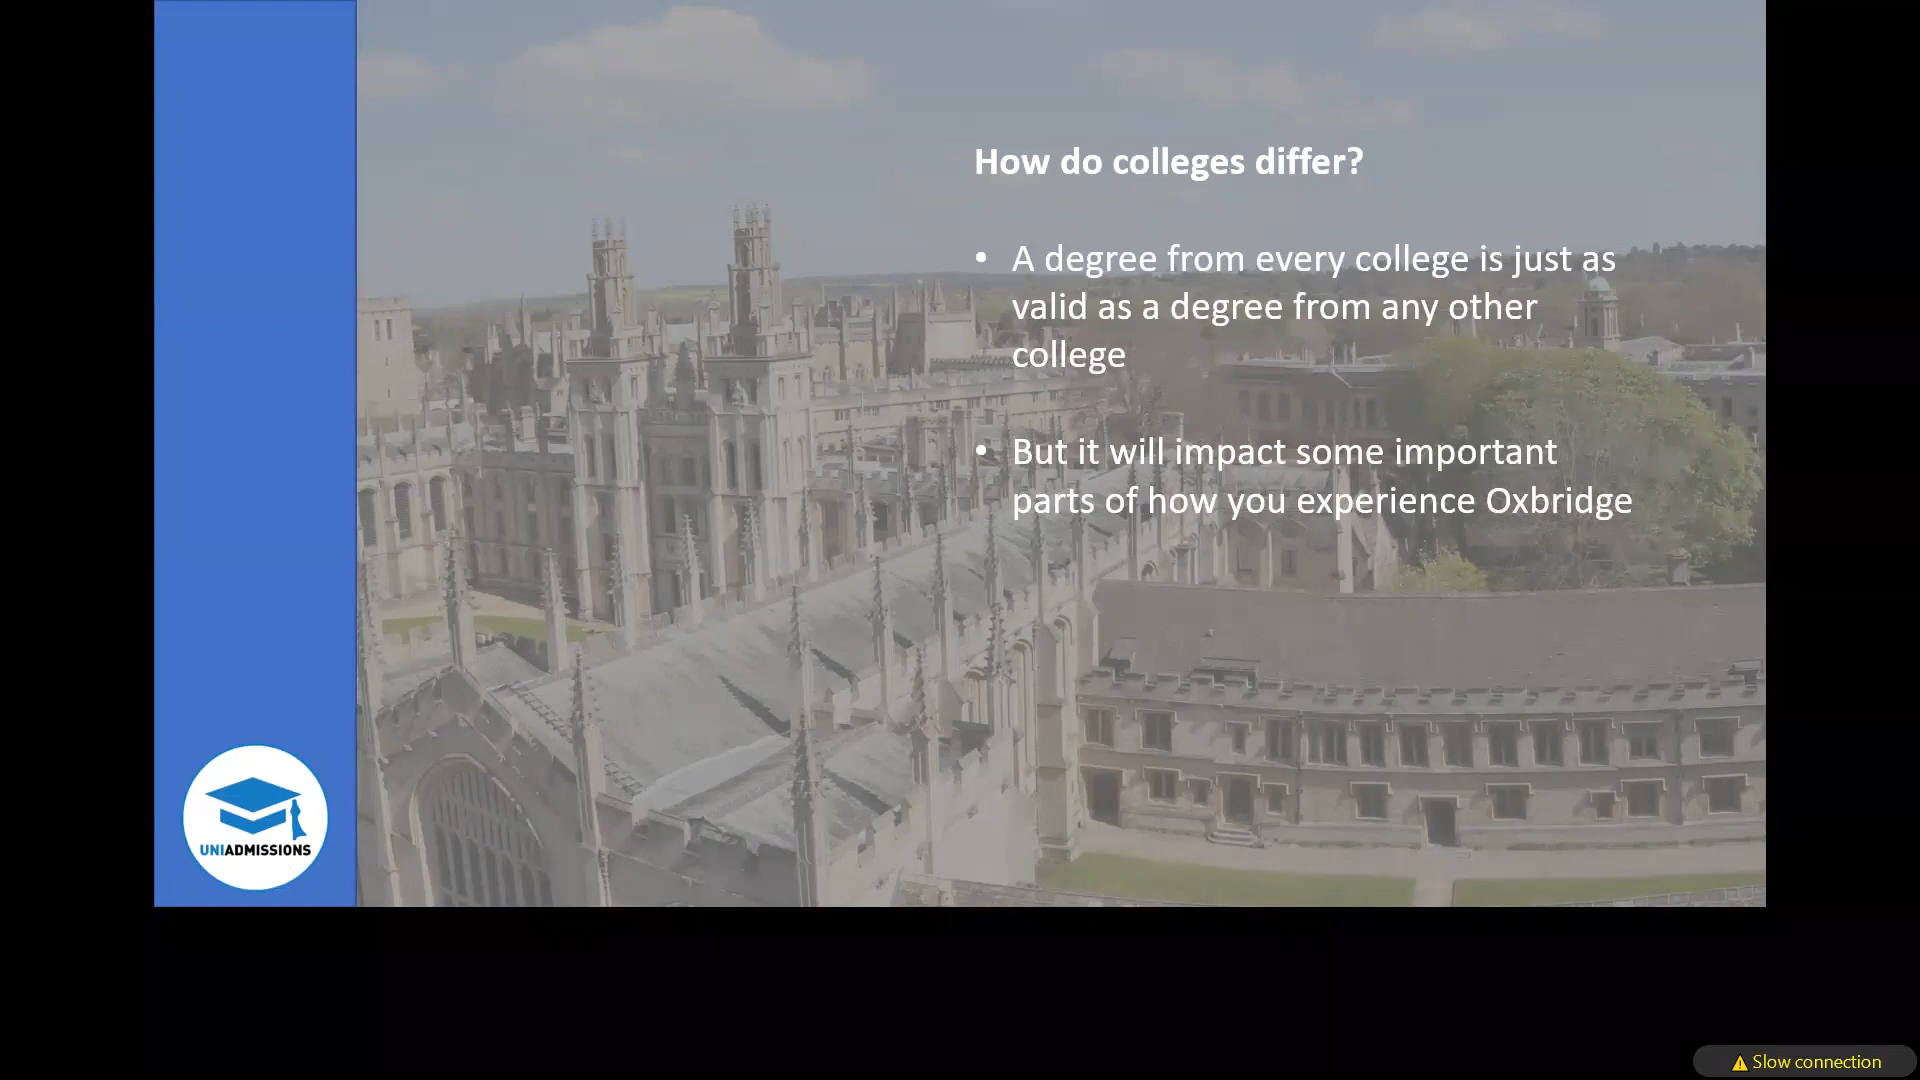 How do colleges differ?
• A degree from every college is just as
valid as a degree from any other
college
• But it will impact some important
parts of how you experience Oxbridge
UNIADMISSIONS
Slow connection